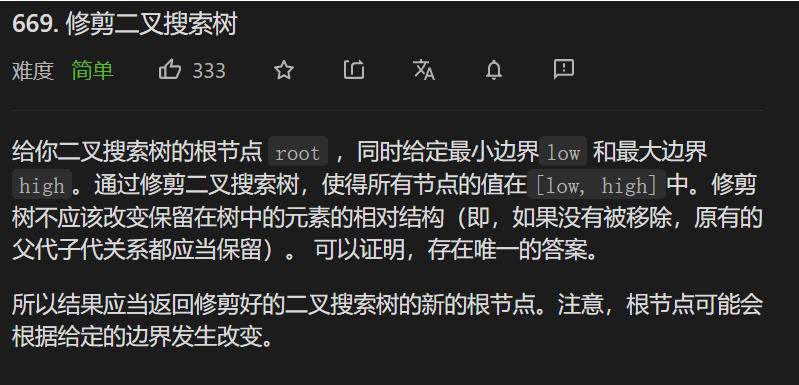 669. 修剪二叉搜索树
难度 简单 333
给你二叉搜索树的根节点 root ，同时给定最小边界 low 和最大边界
high。通过修剪二叉搜索树，使得所有节点的值在[low, high]中。修剪
树不应该改变保留在树中的元素的相对结构（即，如果没有被移除，原有的
父代子代关系都应当保留）。 可以证明，存在唯一的答案。
所以结果应当返回修剪好的二叉搜索树的新的根节点。注意，根节点可能会
根据给定的边界发生改变。